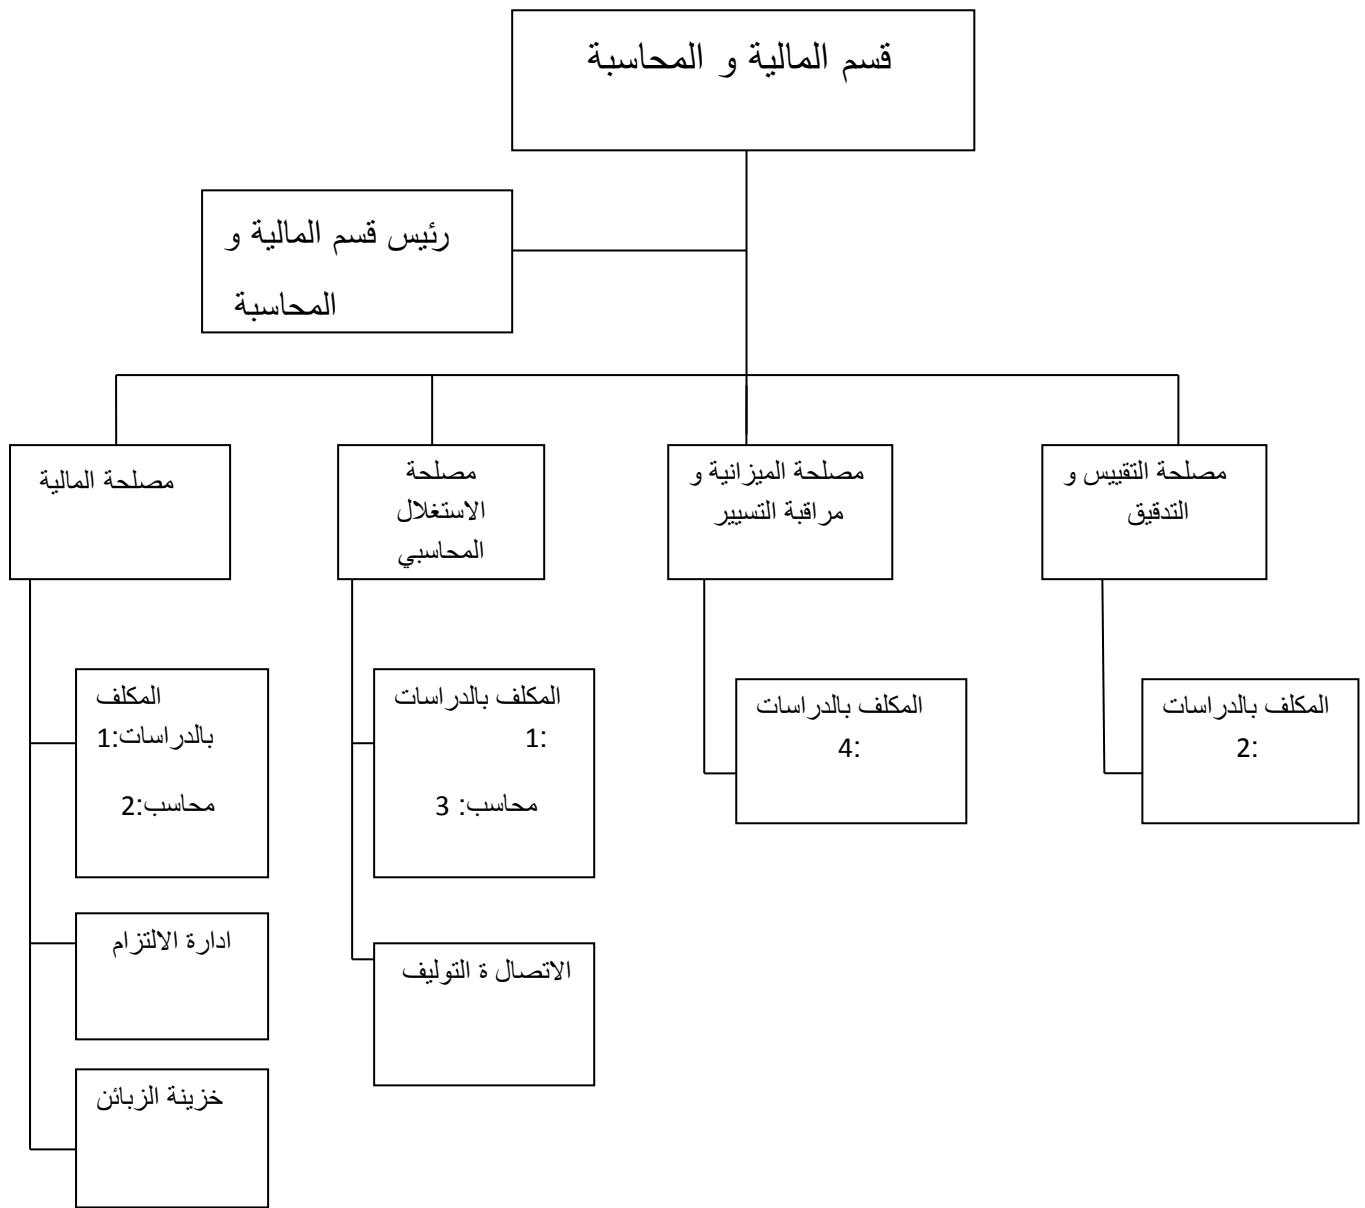 قسم المالية و المحاسبة
رئيس قسم المالية و
المحاسبة
مصلحة التقييس و
التدقيق
مصلحة الميزانية و
مراقبة التسيير
مصلحة
الاستغلال
المحاسبي
مصلحة المالية
المكلف بالدراسات
:2
المكلف بالدراسات
:4
المكلف بالدراسات
:1
محاسب: 3
المكلف
بالدراسات:1
محاسب:2
الاتصال ة التوليف
ادارة الالتزام
خزينة الزبائن